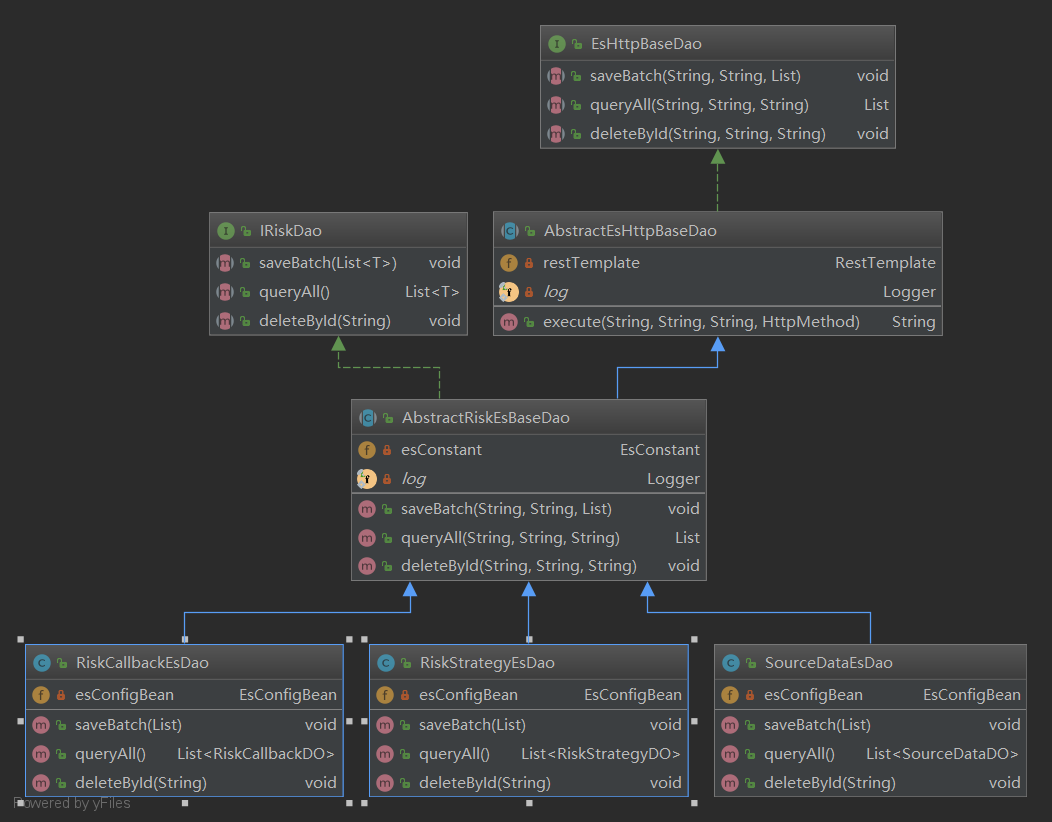 EsHttpBaseDao
saveBatch(String, String, List) void
queryAll(String, String, String) List
deleteById(String, String, String) void
IRiskDao
saveBatch(List<T>) void
queryAll() List<T>
deleteById(String) void
AbstractEsHttpBaseDao
restTemplate RestTemplate
log Logger
execute(String, String, String, HttpMethod) String
AbstractRiskEsBaseDao
esConstant EsConstant
log Logger
saveBatch(String, String, List) void
queryAll(String, String, String) List
deleteById(String, String, String) void
RiskCallbackEsDao
esConfigBean EsConfigBean
saveBatch(List) void
queryAll() List<RiskCallbackDO>
deleteById(String) void
RiskStrategyEsDao
esConfigBean EsConfigBean
saveBatch(List) void
queryAll() List<RiskStrategyDO>
deleteById(String) void
SourceDataEsDao
esConfigBean EsConfigBean
saveBatch(List) void
queryAll() List<SourceDataDO>
deleteById(String) void
Powered by yFiles